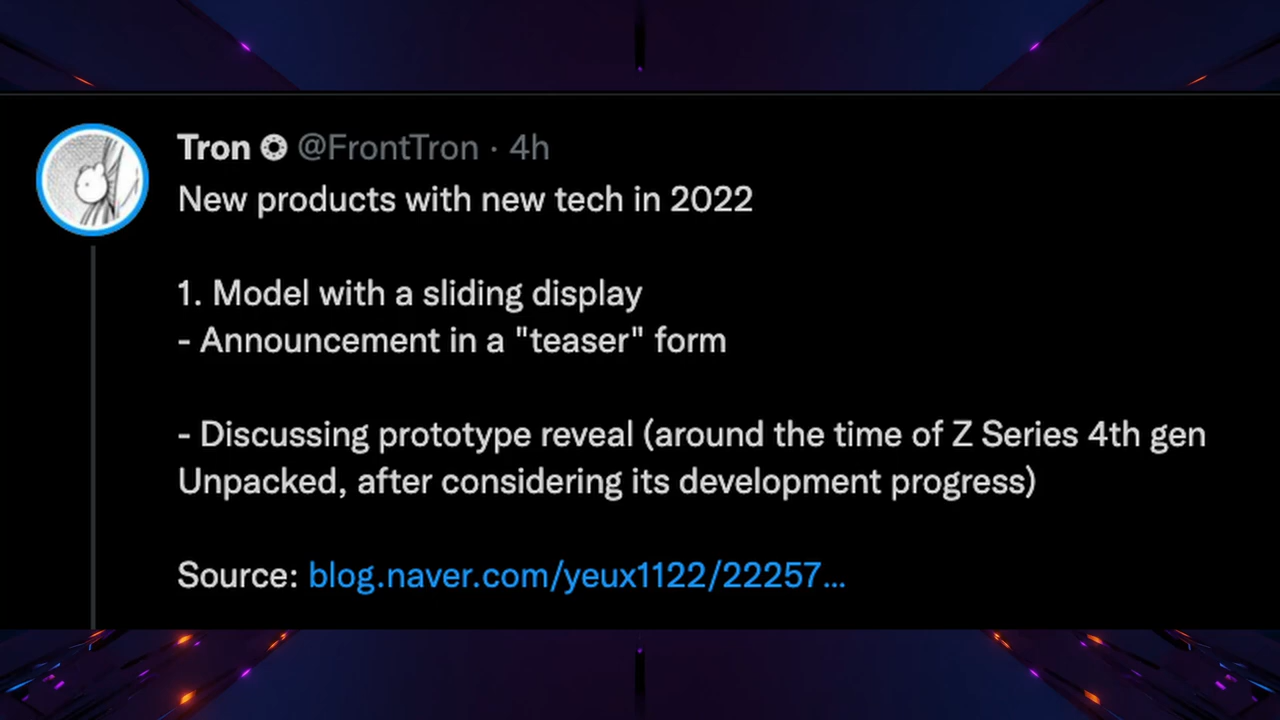 Tron @FrontTron · 4h
New products with new tech in 2022
1. Model with a sliding display
- Announcement in a "teaser" form
- Discussing prototype reveal (around the time of Z Series 4th gen
Unpacked, after considering its development progress)
Source: blog.naver.com/yeux1122/22257...